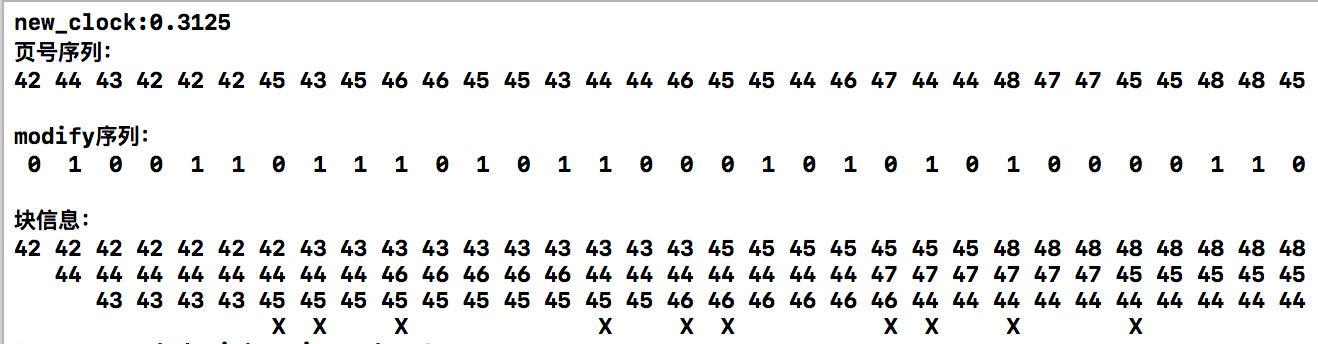 new_clock:0.3125
页号序列:
42 44 43 42 42 42 45 43 45 46 46 45 45 43 44 44 46 45 45 44 46 47 44 44 48 47 47 45 45 48 48 45
modify序列:
0 1 0 0 1 1 0 1 1 1 0 1 0 1 1 0 0 0 1 0 1 0 1 0 1 0 0 0 0 1 1 0
块信息:
42 42 42 42 42 42 42 43 43 43 43 43 43 43 43 43 43 45 45 45 45 45 45 45 48 48 48 48 48 48 48 48
44 44 44 44 44 44 44 44 46 46 46 46 46 44 44 44 44 44 44 44 47 47 47 47 47 47 45 45 45 45 45
43 43 43 43 45 45 45 45 45 45 45 45 45 45 46 46 46 46 46 46 44 44 44 44 44 44 44 44 44 44
X X X X X X X X X X